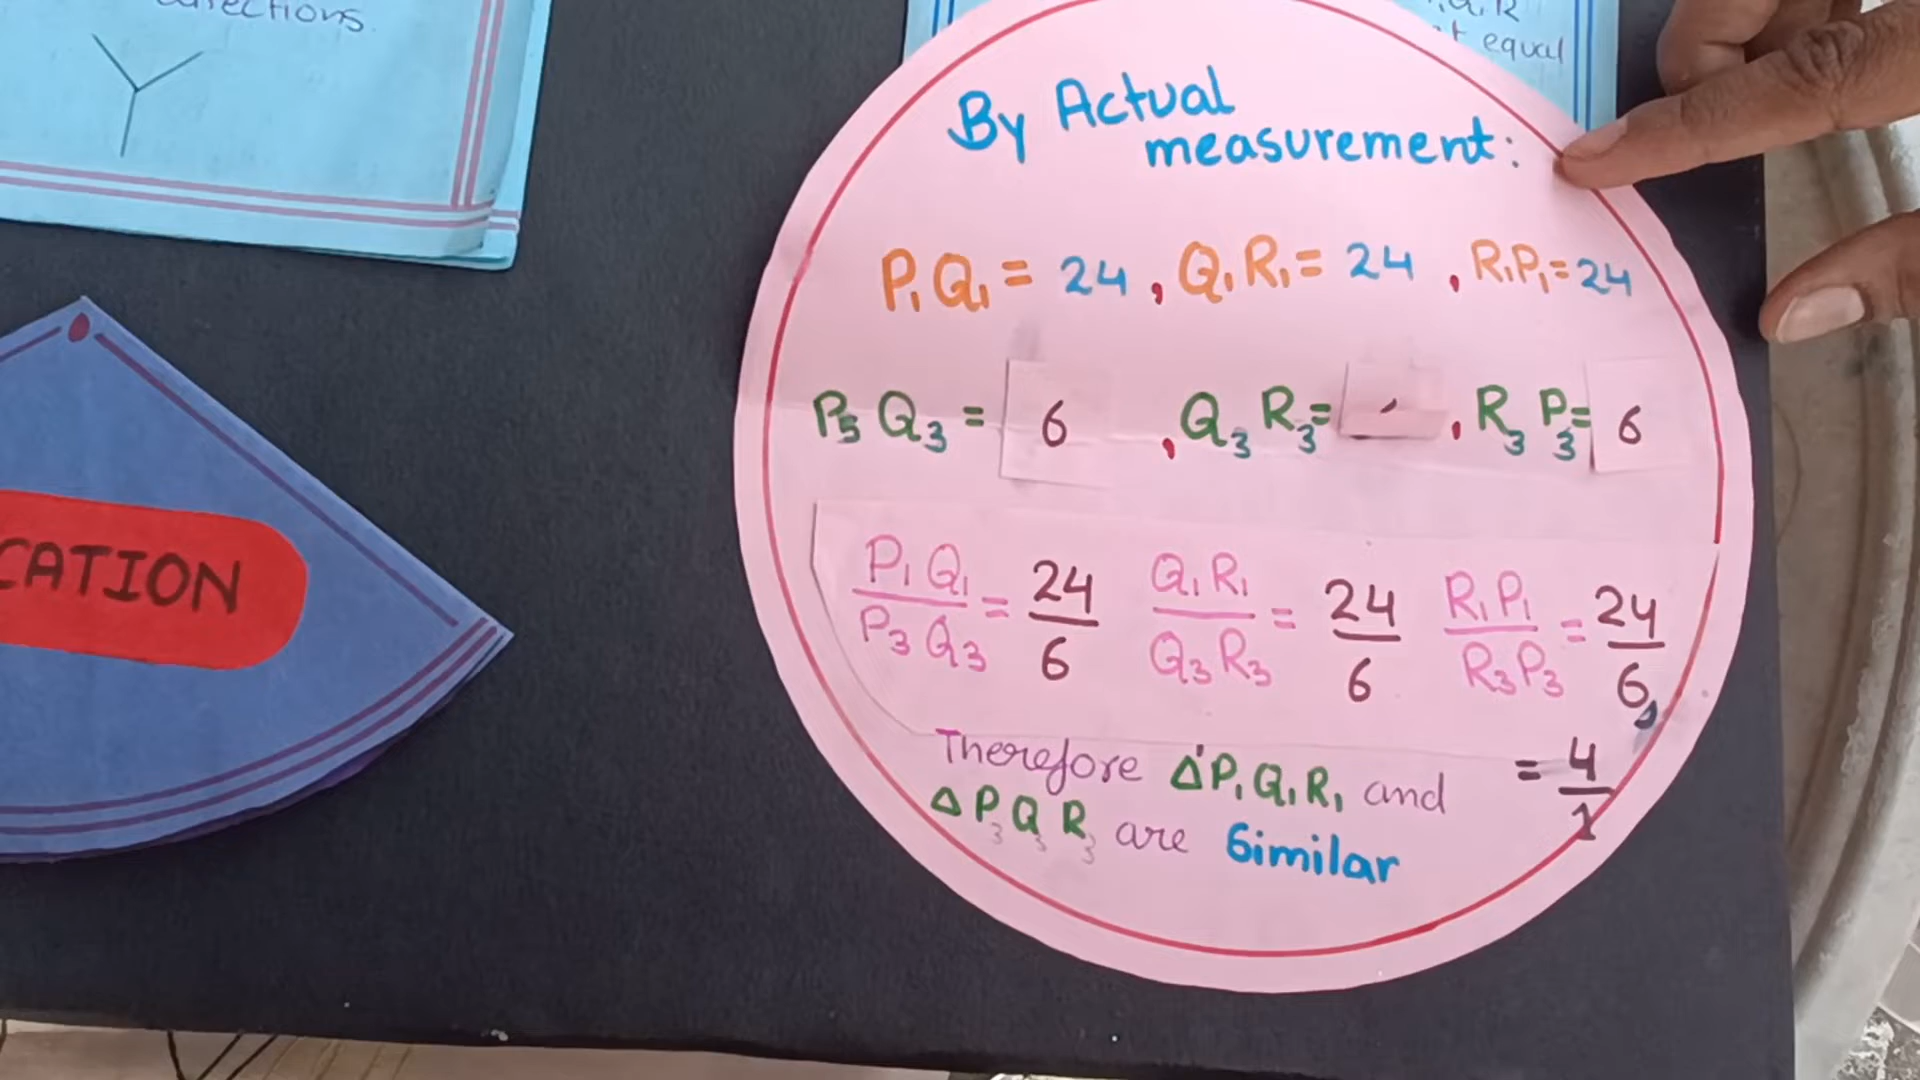 directions.
equal
By Actual
measurement:
P₁Q₁ = 24, Q₁R₁ = 24, R₁P₁ = 24
P₃Q₃ = 6, Q₃R₃ = , R₃P₃ = 6
P₁Q₁/P₃Q₃ = 24/6 Q₁R₁/Q₃R₃ = 24/6 R₁P₁/R₃P₃ = 24/6,
= 4/1
Therefore ΔP₁Q₁R₁ and
ΔP₃Q₃R₃ are Similar
CATION